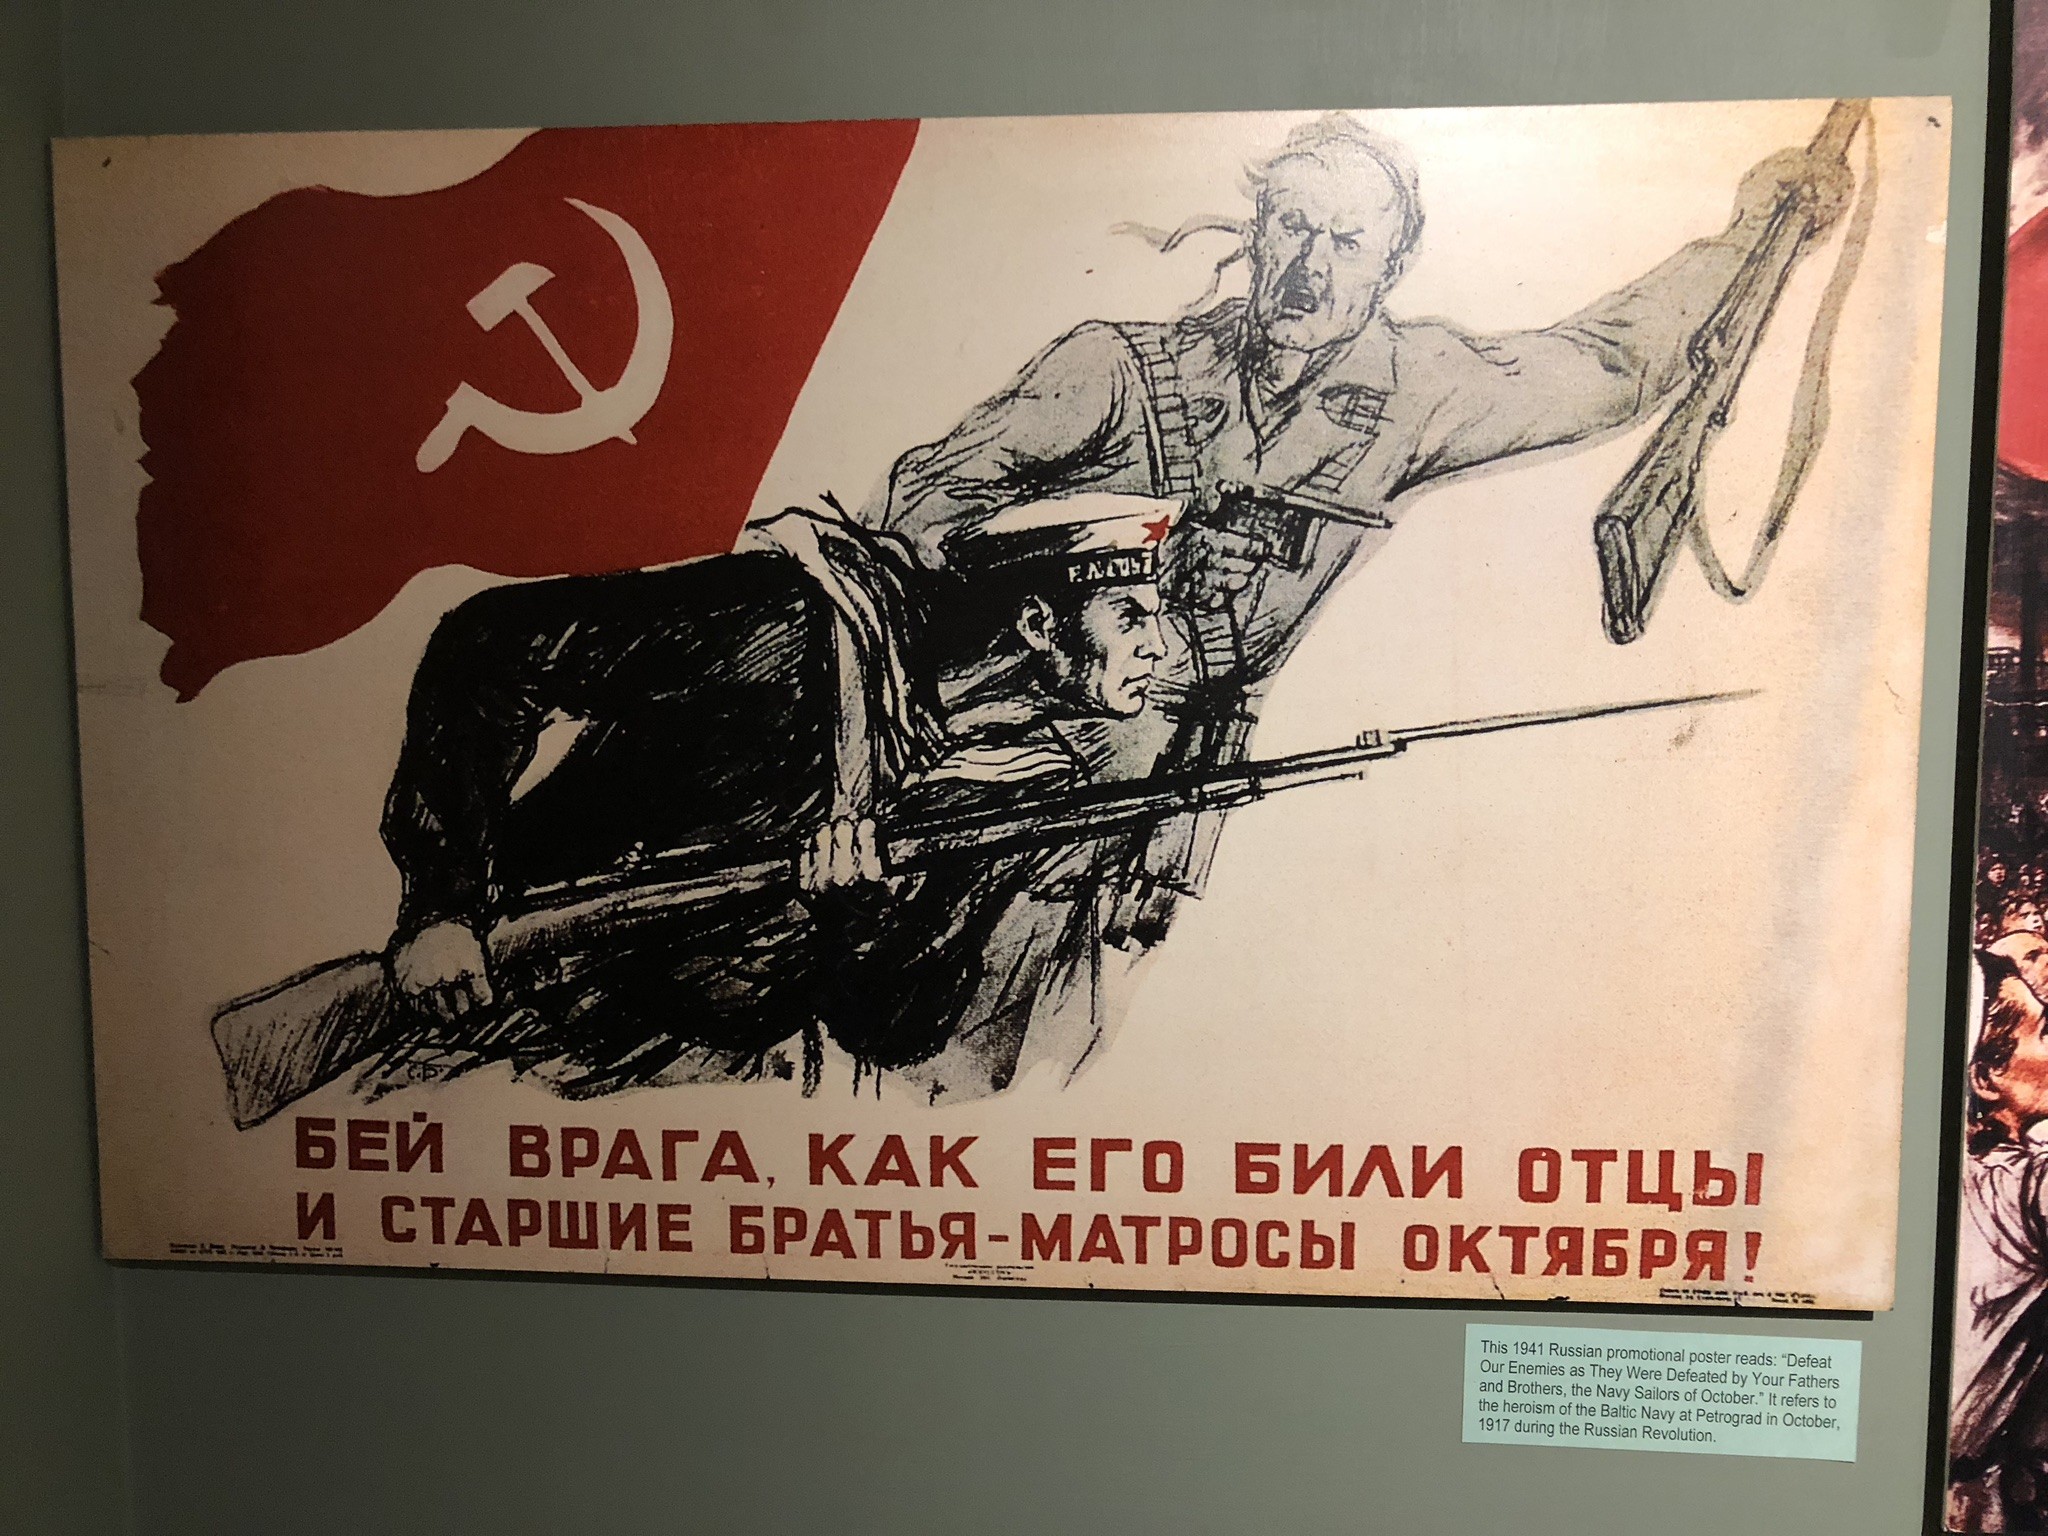 БЕЙ ВРАГА, КАК ЕГО БИЛИ ОТЦЫ
И СТАРШИЕ БРАТЬЯ-МАТРОСЫ ОКТЯБРЯ!
This 1941 Russian promotional poster reads: “Defeat
Our Enemies as They Were Defeated by Your Fathers
and Brothers, the Navy Sailors of October.” It refers to
the heroism of the Baltic Navy at Petrograd in October,
1917 during the Russian Revolution.